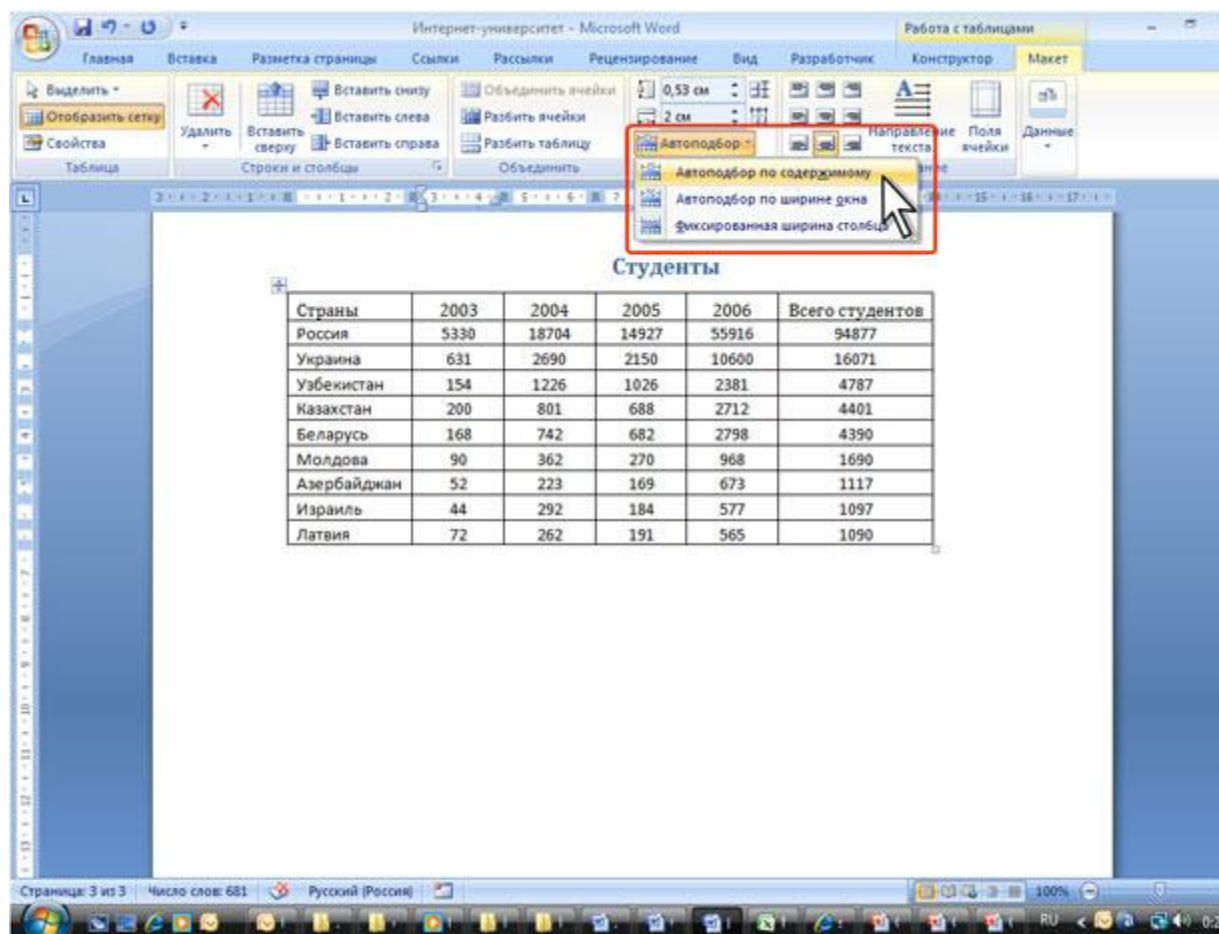 Интернет-университет - Microsoft Word
Работа с таблицами
Главная Вставка Разметка страницы Ссылки Рассылки Рецензирование Вид Разработчик Конструктор Макет
Выделить
Отобразить сетку
Свойства
Таблица
Удалить
Вставить сверху
Вставить снизу
Вставить слева
Вставить справа
Строки и столбцы
Объединить ячейки
Разбить ячейки
Разбить таблицу
Объединить
0,53 см
2 см
Автоподбор
Направление текста
Поля ячейки
Данные
Автоподбор по содержимому
Автоподбор по ширине окна
Фиксированная ширина столбца
Студенты
Страны 2003 2004 2005 2006 Всего студентов
Россия 5330 18704 14927 55916 94877
Украина 631 2690 2150 10600 16071
Узбекистан 154 1226 1026 2381 4787
Казахстан 200 801 688 2712 4401
Беларусь 168 742 682 2798 4390
Молдова 90 362 270 968 1690
Азербайджан 52 223 169 673 1117
Израиль 44 292 184 577 1097
Латвия 72 262 191 565 1090
Страница: 3 из 3 Число слов: 681 Русский (Россия) 100%
RU